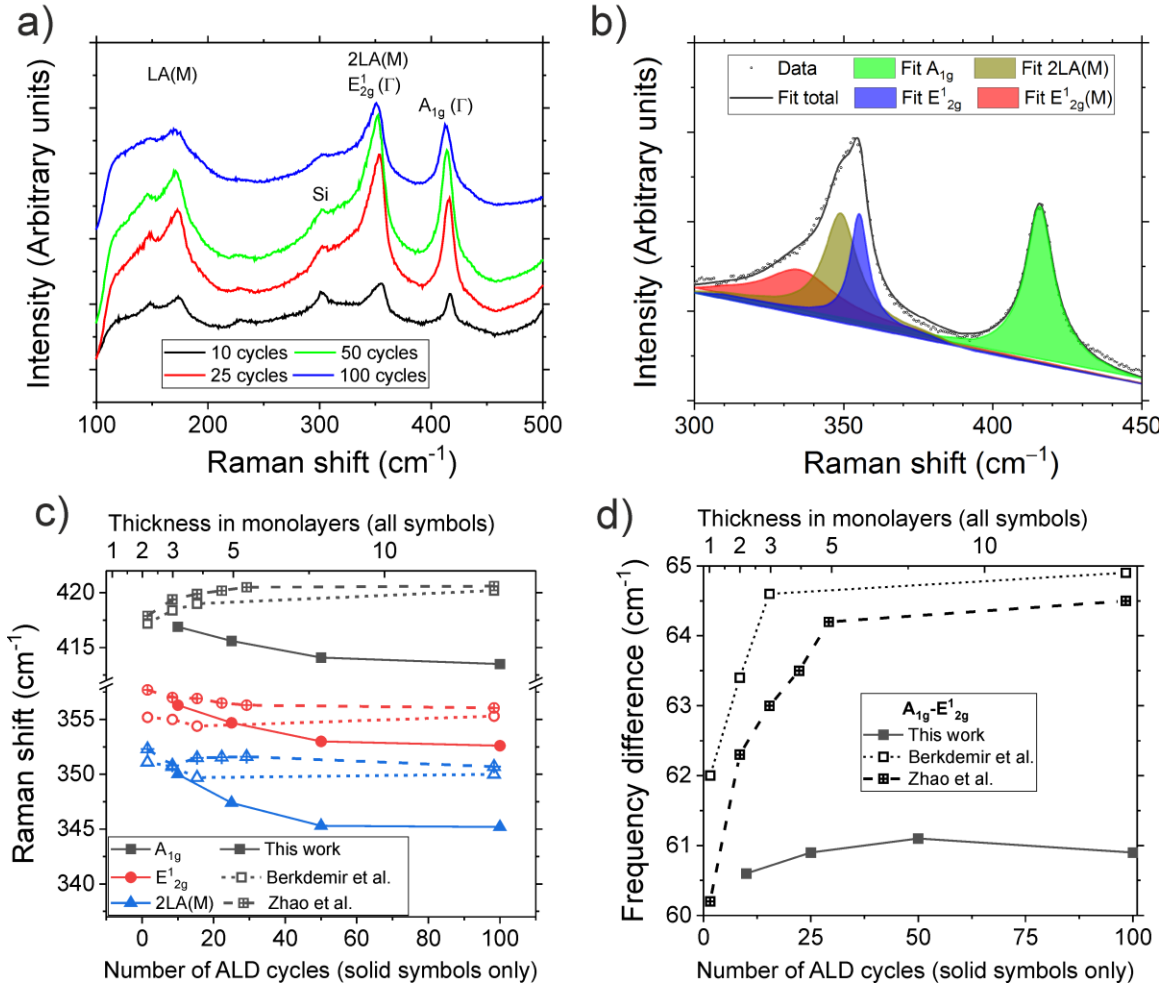 a)
Intensity (Arbitrary units)
LA(M)
2LA(M)
E¹₂g (Γ)
A₁g (Γ)
Si
10 cycles 50 cycles
25 cycles 100 cycles
100 200 300 400 500
Raman shift (cm⁻¹)
b)
Intensity (Arbitrary units)
Data Fit A₁g Fit 2LA(M)
Fit total Fit E¹₂g Fit E¹₂g(M)
300 350 400 450
Raman shift (cm⁻¹)
c)
Thickness in monolayers (all symbols)
1 2 3 5 10
Raman shift (cm⁻¹)
420
415
355
350
345
340
A₁g This work
E¹₂g Berkdemir et al.
2LA(M) Zhao et al.
0 20 40 60 80 100
Number of ALD cycles (solid symbols only)
d)
Thickness in monolayers (all symbols)
1 2 3 5 10
Frequency difference (cm⁻¹)
65
64
63
62
61
60
A₁g-E¹₂g
This work
Berkdemir et al.
Zhao et al.
0 25 50 75 100
Number of ALD cycles (solid symbols only)